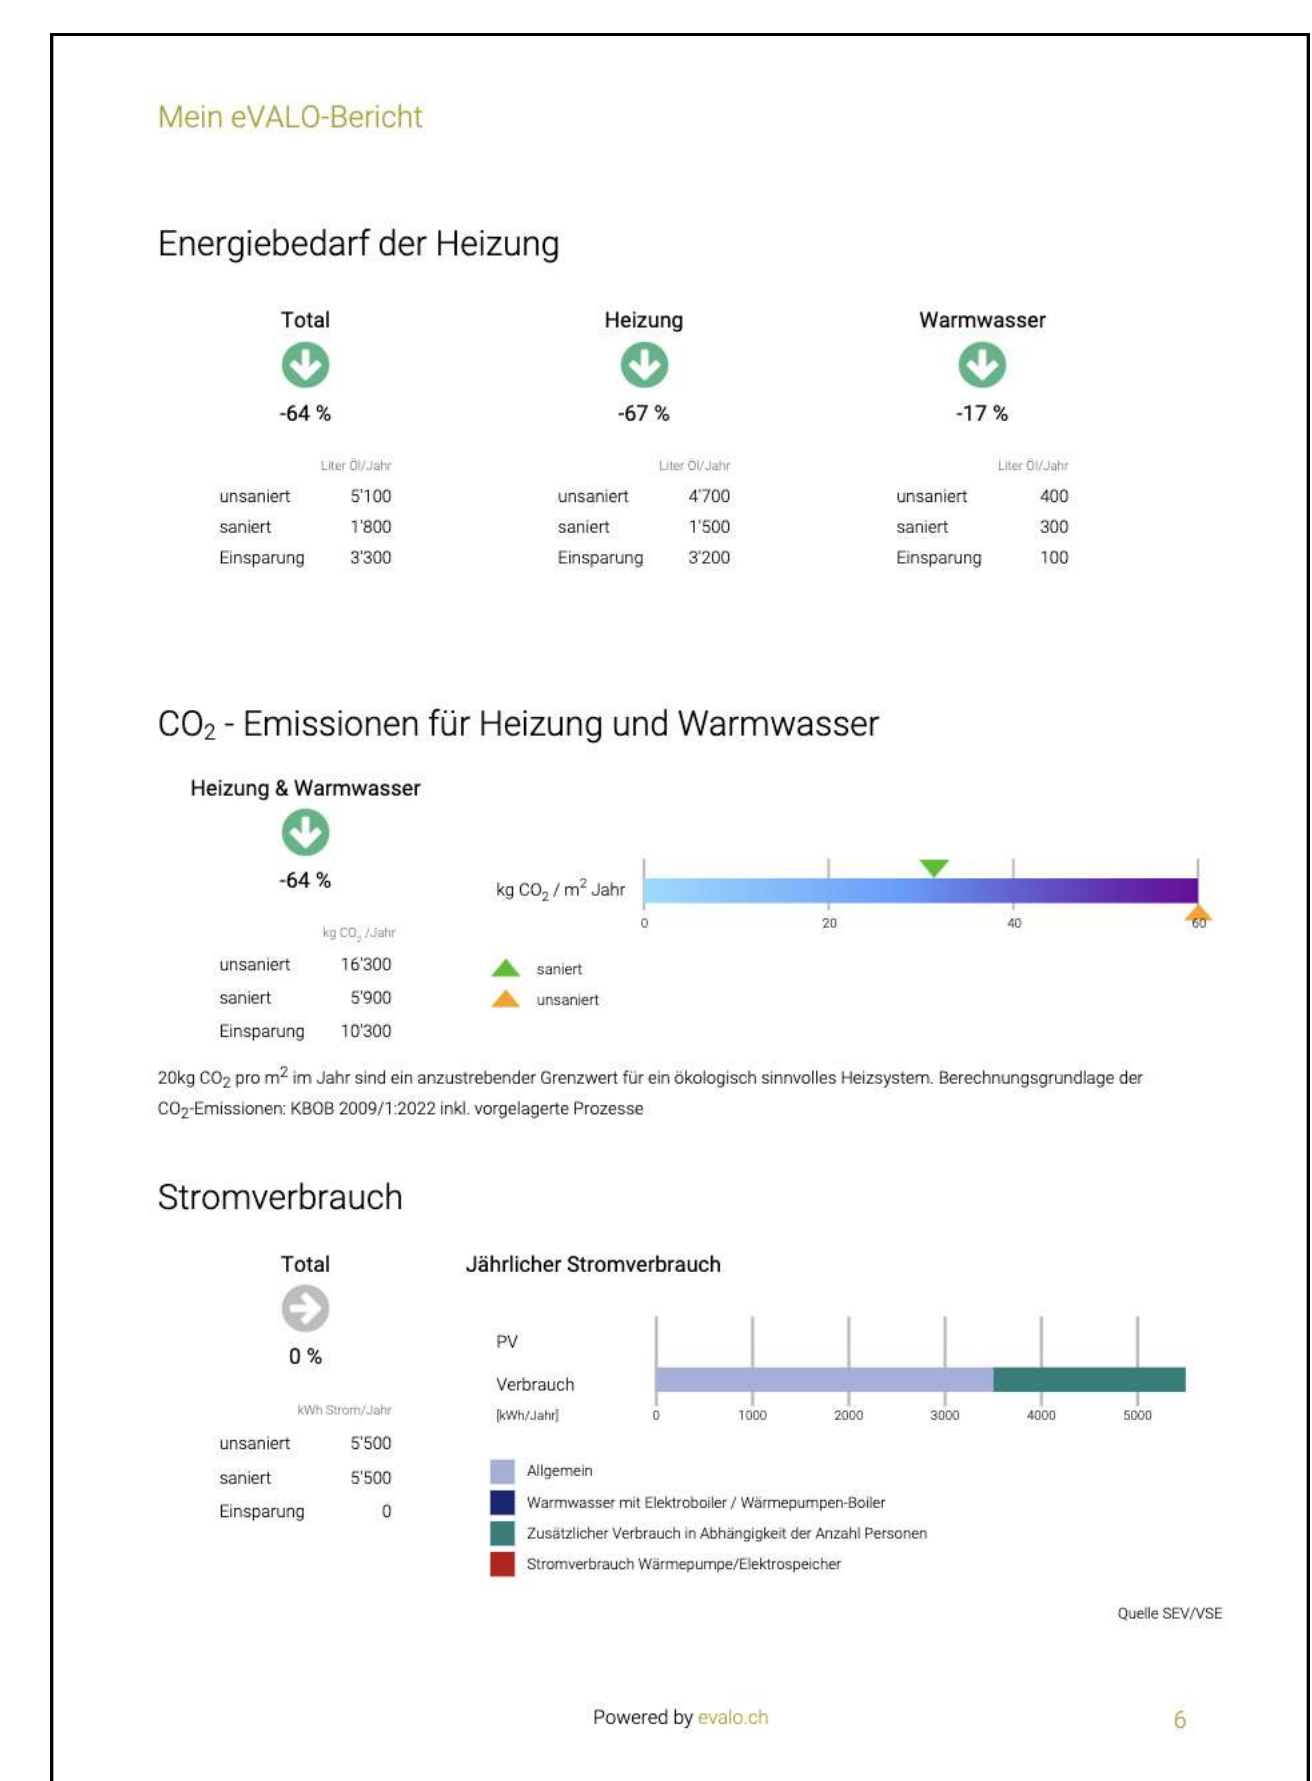 Mein eVALO-Bericht
Energiebedarf der Heizung
Total Heizung Warmwasser
-64 % -67 % -17 %
Liter Öl/Jahr Liter Öl/Jahr Liter Öl/Jahr
unsaniert 5'100 unsaniert 4'700 unsaniert 400
saniert 1'800 saniert 1'500 saniert 300
Einsparung 3'300 Einsparung 3'200 Einsparung 100
CO₂ - Emissionen für Heizung und Warmwasser
Heizung & Warmwasser
-64 %
kg CO₂ /Jahr
unsaniert 16'300
saniert 5'900
Einsparung 10'300
kg CO₂ / m² Jahr
0 20 40 60
saniert
unsaniert
20kg CO₂ pro m² im Jahr sind ein anzustrebender Grenzwert für ein ökologisch sinnvolles Heizsystem. Berechnungsgrundlage der
CO₂-Emissionen: KBOB 2009/1:2022 inkl. vorgelagerte Prozesse
Stromverbrauch
Total
0 %
kWh Strom/Jahr
unsaniert 5'500
saniert 5'500
Einsparung 0
Jährlicher Stromverbrauch
PV
Verbrauch
[kWh/Jahr] 0 1000 2000 3000 4000 5000
Allgemein
Warmwasser mit Elektroboiler / Wärmepumpen-Boiler
Zusätzlicher Verbrauch in Abhängigkeit der Anzahl Personen
Stromverbrauch Wärmepumpe/Elektrospeicher
Quelle SEV/VSE
Powered by evalo.ch 6